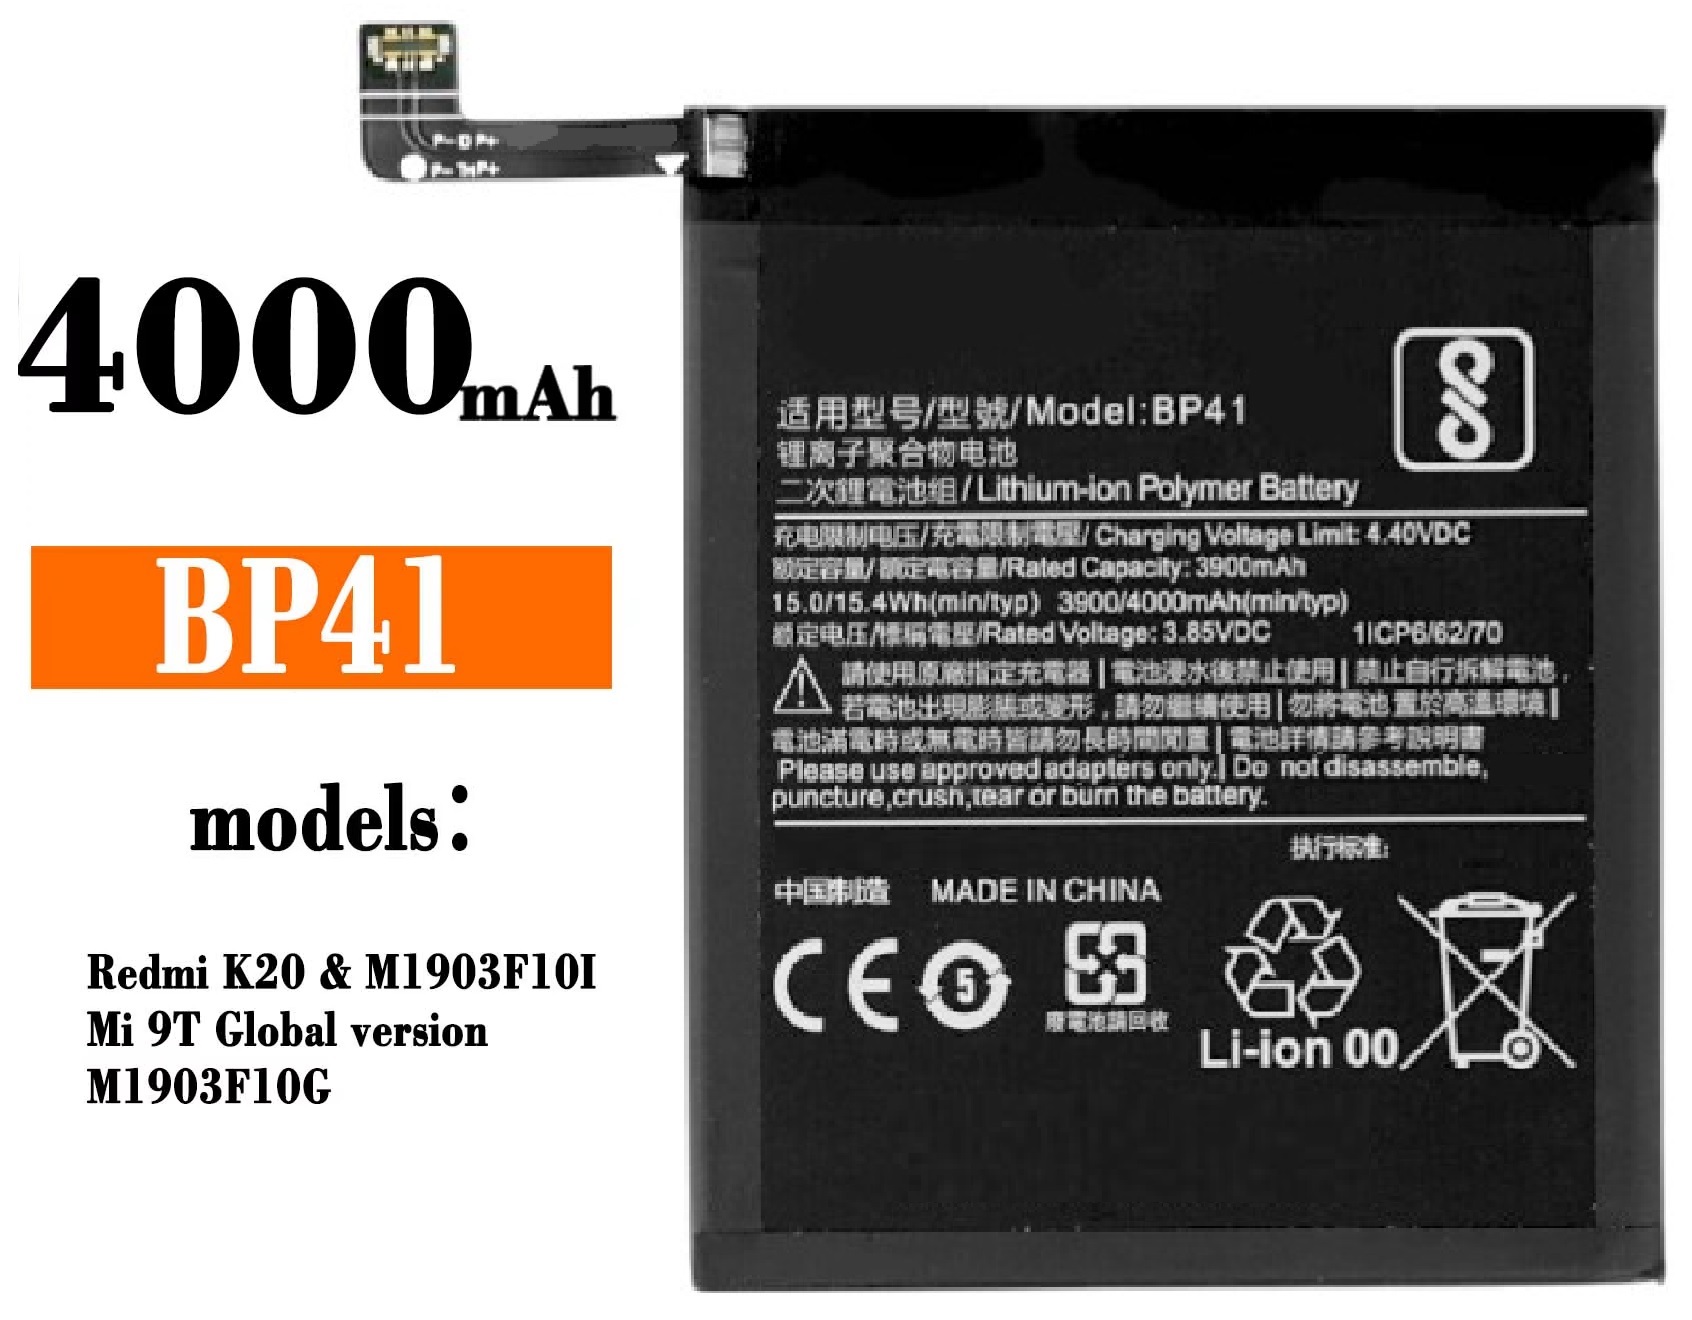 P- D P+
P- TH P+
4000mAh
BP41
models:
Redmi K20 & M1903F10I
Mi 9T Global version
M1903F10G
适用型号/型號/Model:BP41
锂离子聚合物电池
二次鋰電池组/Lithium-ion Polymer Battery
充电限制电压/充電限制電壓/Charging Voltage Limit: 4.40VDC
额定容量/額定電容量/Rated Capacity: 3900mAh
15.0/15.4Wh(min/typ) 3900/4000mAh(min/typ)
额定电压/標稱電壓/Rated Voltage: 3.85VDC 1ICP6/62/70
請使用原廠指定充電器|電池浸水後禁止使用|禁止自行拆解電池,
若電池出現膨脹或變形,請勿繼續使用|勿將電池置於高溫環境|
電池滿電時或無電時皆請勿長時間閒置|電池詳情請參考說明書
Please use approved adapters only.| Do not disassemble,
puncture,crush,tear or burn the battery.
执行标准:
中国制造 MADE IN CHINA
CE
5
廢電池請回收
Li-ion 00